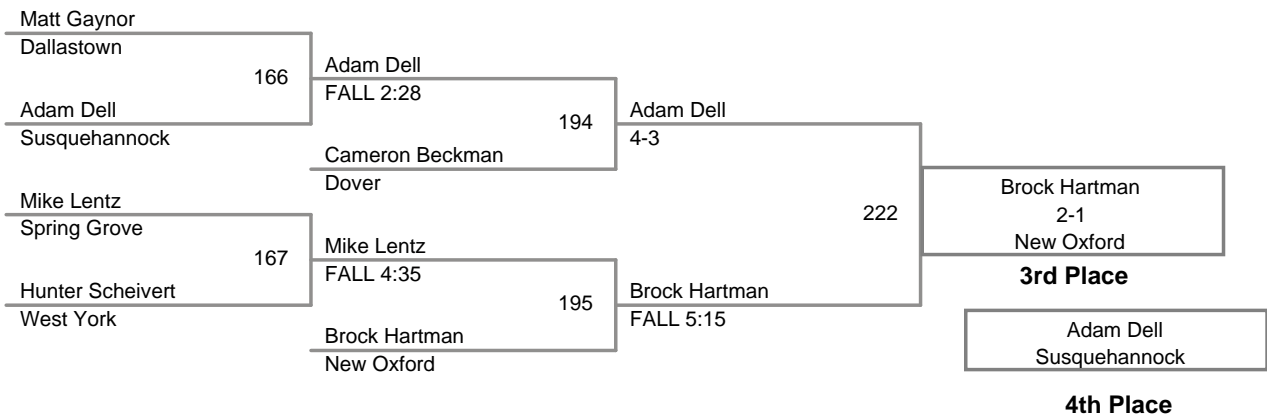 Matt Gaynor
Dallastown
166
Adam Dell
Susquehannock
Adam Dell
FALL 2:28
194
Cameron Beckman
Dover
Adam Dell
4-3
Mike Lentz
Spring Grove
167
Hunter Scheivert
West York
Mike Lentz
FALL 4:35
195
Brock Hartman
New Oxford
Brock Hartman
FALL 5:15
222
Brock Hartman
2-1
New Oxford
3rd Place
Adam Dell
Susquehannock
4th Place